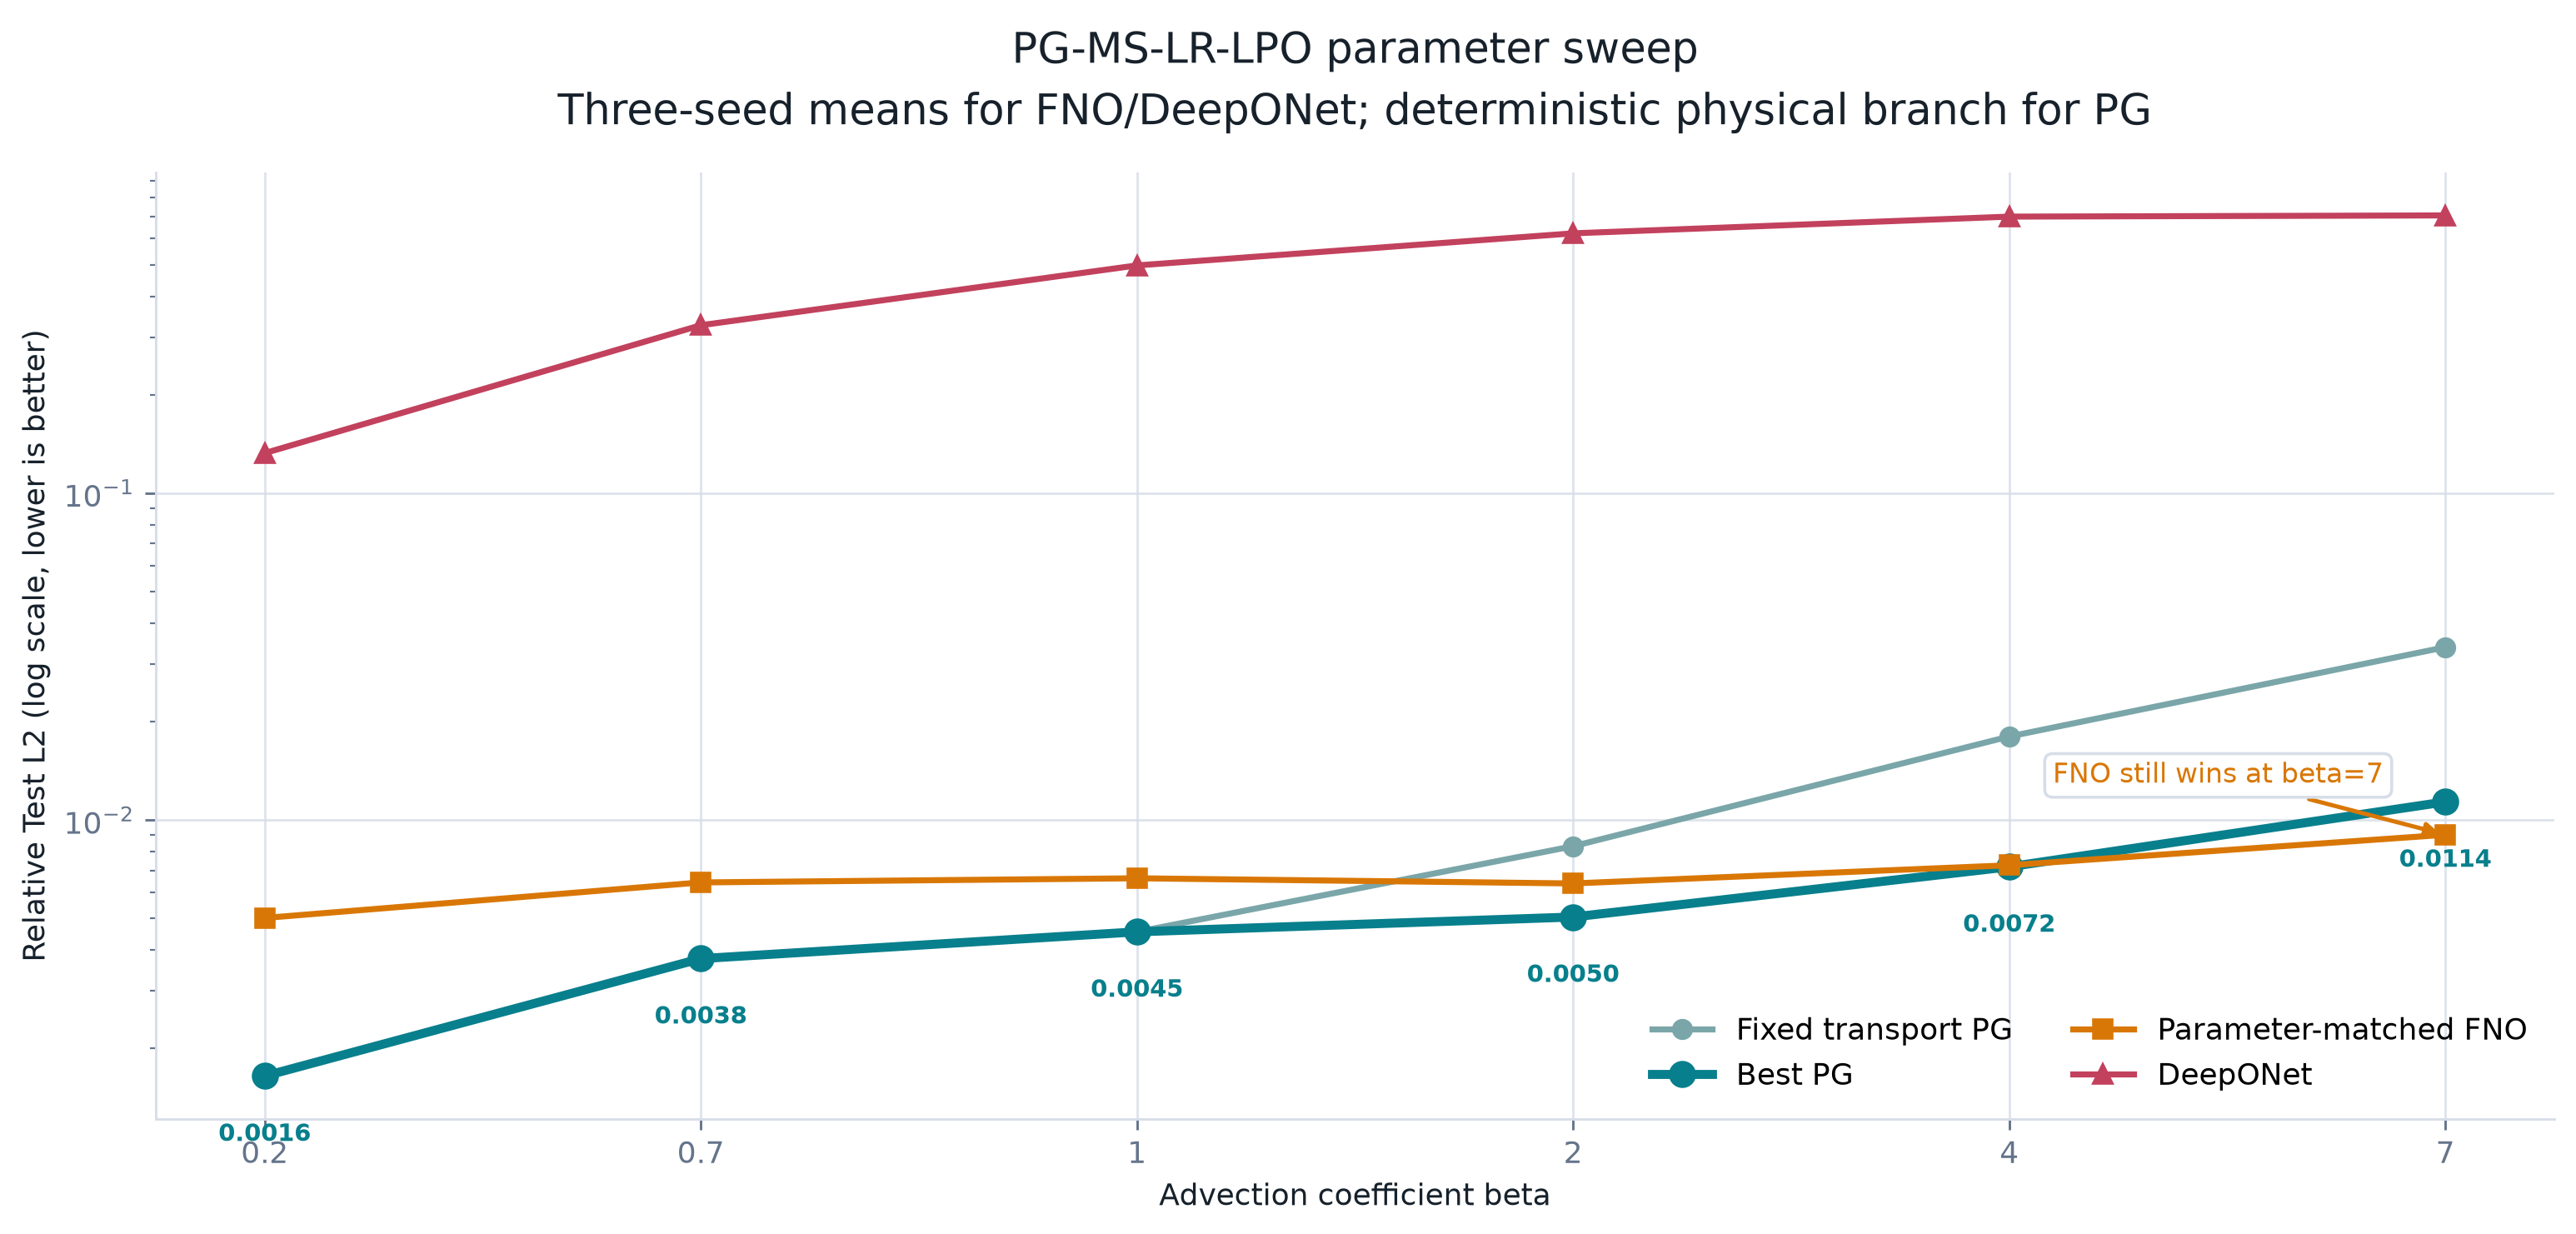 PG-MS-LR-LPO parameter sweep
Three-seed means for FNO/DeepONet; deterministic physical branch for PG
Relative Test L2 (log scale, lower is better)
10⁻¹
10⁻²
FNO still wins at beta=7
0.0016
0.0038
0.0045
0.0050
0.0072
0.0114
Fixed transport PG
Best PG
Parameter-matched FNO
DeepONet
0.2 0.7 1 2 4 7
Advection coefficient beta